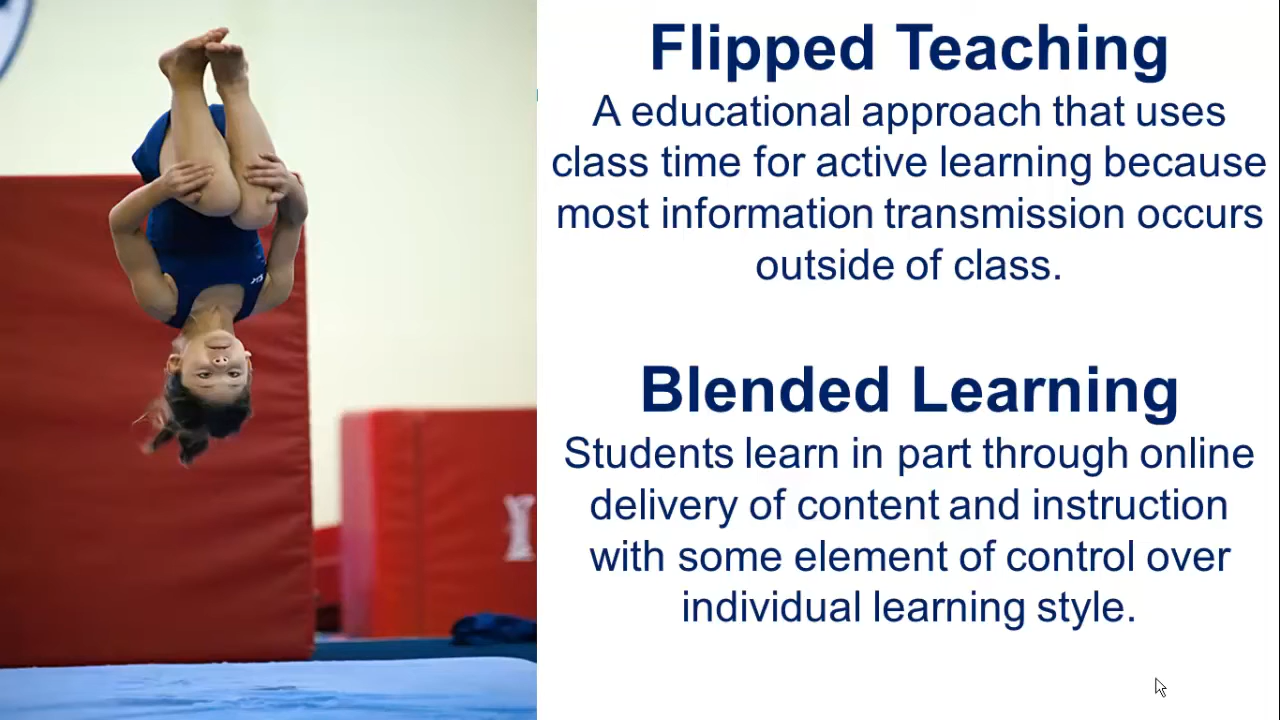 Flipped Teaching
A educational approach that uses
class time for active learning because
most information transmission occurs
outside of class.
Blended Learning
Students learn in part through online
delivery of content and instruction
with some element of control over
individual learning style.